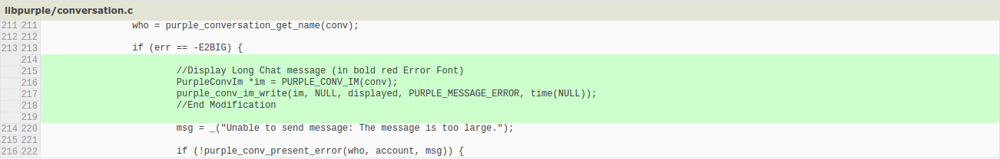 libpurple/conversation.c
211 211 who = purple_conversation_get_name(conv);
212 212
213 213 if (err == -E2BIG) {
214
215 //Display Long Chat message (in bold red Error Font)
216 PurpleConvIm *im = PURPLE_CONV_IM(conv);
217 purple_conv_im_write(im, NULL, displayed, PURPLE_MESSAGE_ERROR, time(NULL));
218 //End Modification
219
214 220 msg = _("Unable to send message: The message is too large.");
215 221
216 222 if (!purple_conv_present_error(who, account, msg)) {